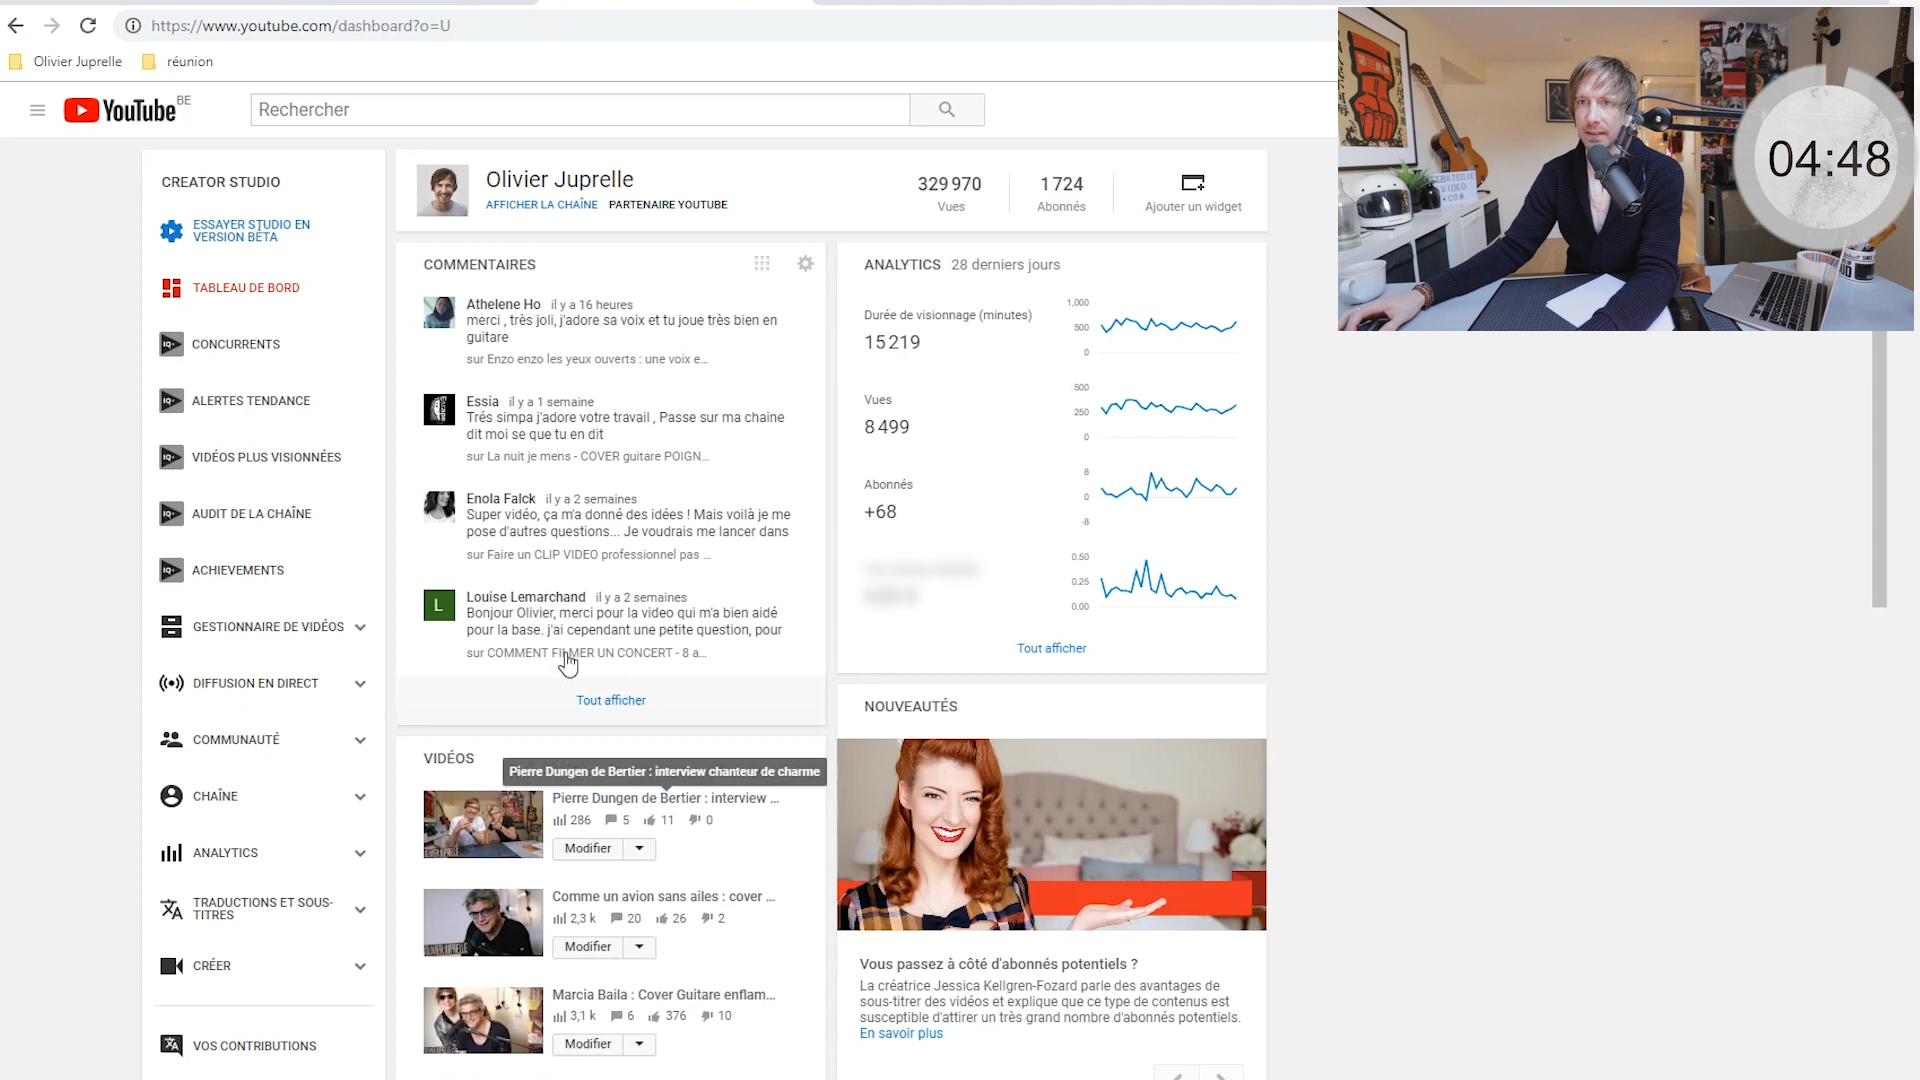 https://www.youtube.com/dashboard?o=U
Olivier Juprelle
réunion
YouTube BE
Rechercher
04:48
STRATEGIE
VIDEO
.COM
CREATOR STUDIO
ESSAYER STUDIO EN
VERSION BÊTA
TABLEAU DE BORD
CONCURRENTS
ALERTES TENDANCE
VIDÉOS PLUS VISIONNÉES
AUDIT DE LA CHAÎNE
ACHIEVEMENTS
GESTIONNAIRE DE VIDÉOS
DIFFUSION EN DIRECT
COMMUNAUTÉ
CHAÎNE
ANALYTICS
TRADUCTIONS ET SOUS-
TITRES
CRÉER
VOS CONTRIBUTIONS
Olivier Juprelle
AFFICHER LA CHAÎNE PARTENAIRE YOUTUBE
329 970
Vues
1 724
Abonnés
Ajouter un widget
COMMENTAIRES
Athelene Ho il y a 16 heures
merci , très joli, j'adore sa voix et tu joue très bien en
guitare
sur Enzo enzo les yeux ouverts : une voix e...
Essia il y a 1 semaine
Trés simpa j'adore votre travail , Passe sur ma chaine
dit moi se que tu en dit
sur La nuit je mens - COVER guitare POIGN...
Enola Falck il y a 2 semaines
Super vidéo, ça m'a donné des idées ! Mais voilà je me
pose d'autres questions... Je voudrais me lancer dans
sur Faire un CLIP VIDEO professionnel pas ...
L
Louise Lemarchand il y a 2 semaines
Bonjour Olivier, merci pour la video qui m'a bien aidé
pour la base. j'ai cependant une petite question, pour
sur COMMENT FILMER UN CONCERT - 8 a...
Tout afficher
VIDÉOS
Pierre Dungen de Bertier : interview chanteur de charme
Pierre Dungen de Bertier : interview ...
286 5 11 0
Modifier
Comme un avion sans ailes : cover ...
2,3 k 20 26 2
Modifier
Marcia Baila : Cover Guitare enflam...
3,1 k 6 376 10
Modifier
ANALYTICS 28 derniers jours
Durée de visionnage (minutes)
15 219
1,000
500
0
Vues
8 499
500
250
0
Abonnés
+68
8
0
-8
0.50
0.25
0.00
Tout afficher
NOUVEAUTÉS
Vous passez à côté d'abonnés potentiels ?
La créatrice Jessica Kellgren-Fozard parle des avantages de
sous-titrer des vidéos et explique que ce type de contenus est
susceptible d'attirer un très grand nombre d'abonnés potentiels.
En savoir plus